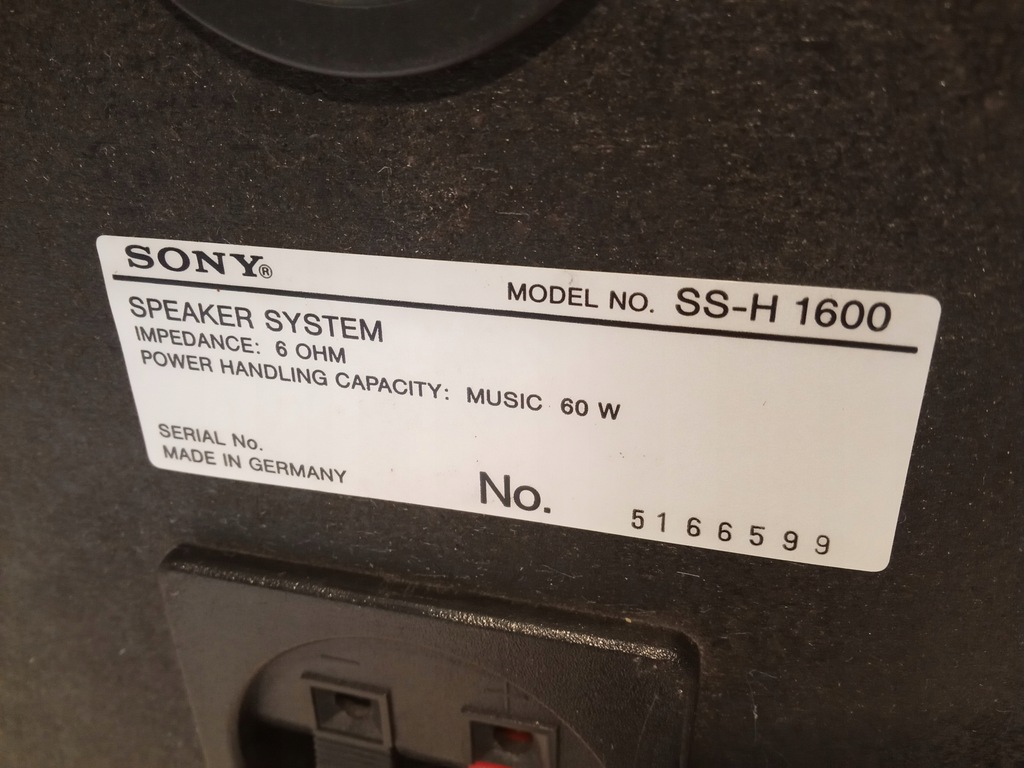 SONY®
MODEL NO. SS-H 1600
SPEAKER SYSTEM
IMPEDANCE: 6 OHM
POWER HANDLING CAPACITY: MUSIC 60 W
SERIAL No.
MADE IN GERMANY
No. 5166599